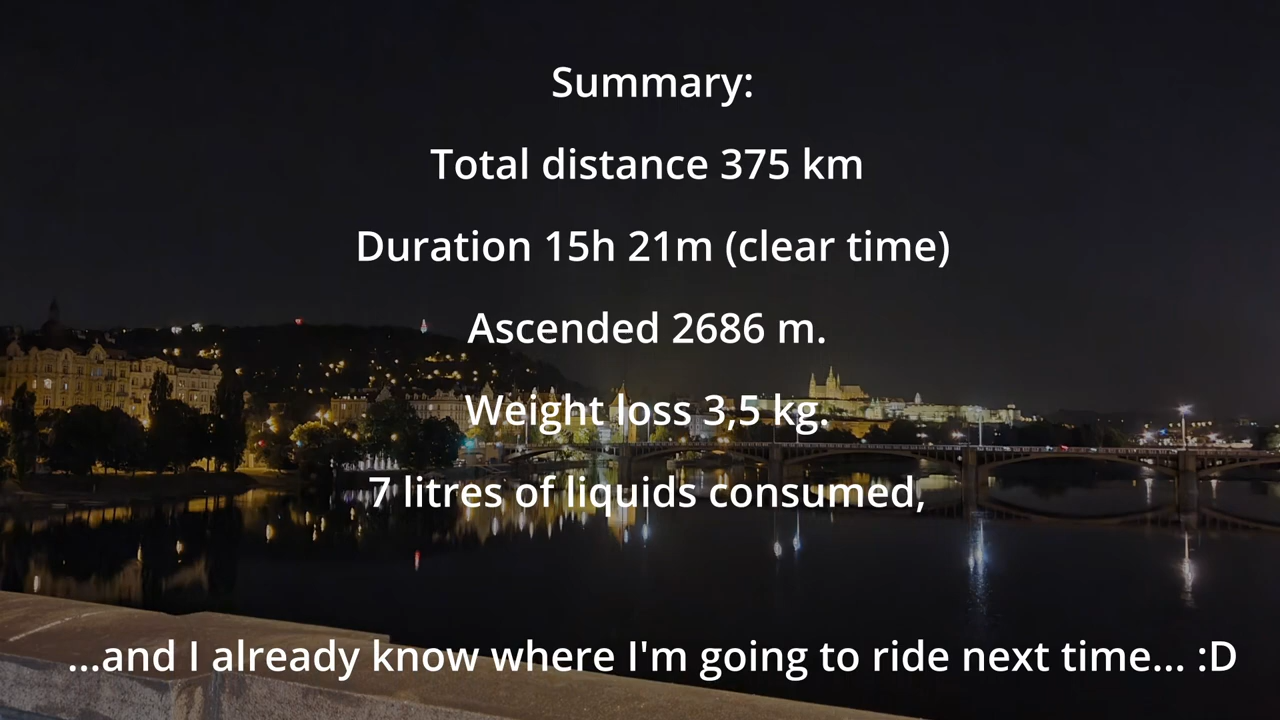 Summary:
Total distance 375 km
Duration 15h 21m (clear time)
Ascended 2686 m.
Weight loss 3,5 kg.
7 litres of liquids consumed,
...and I already know where I'm going to ride next time... :D